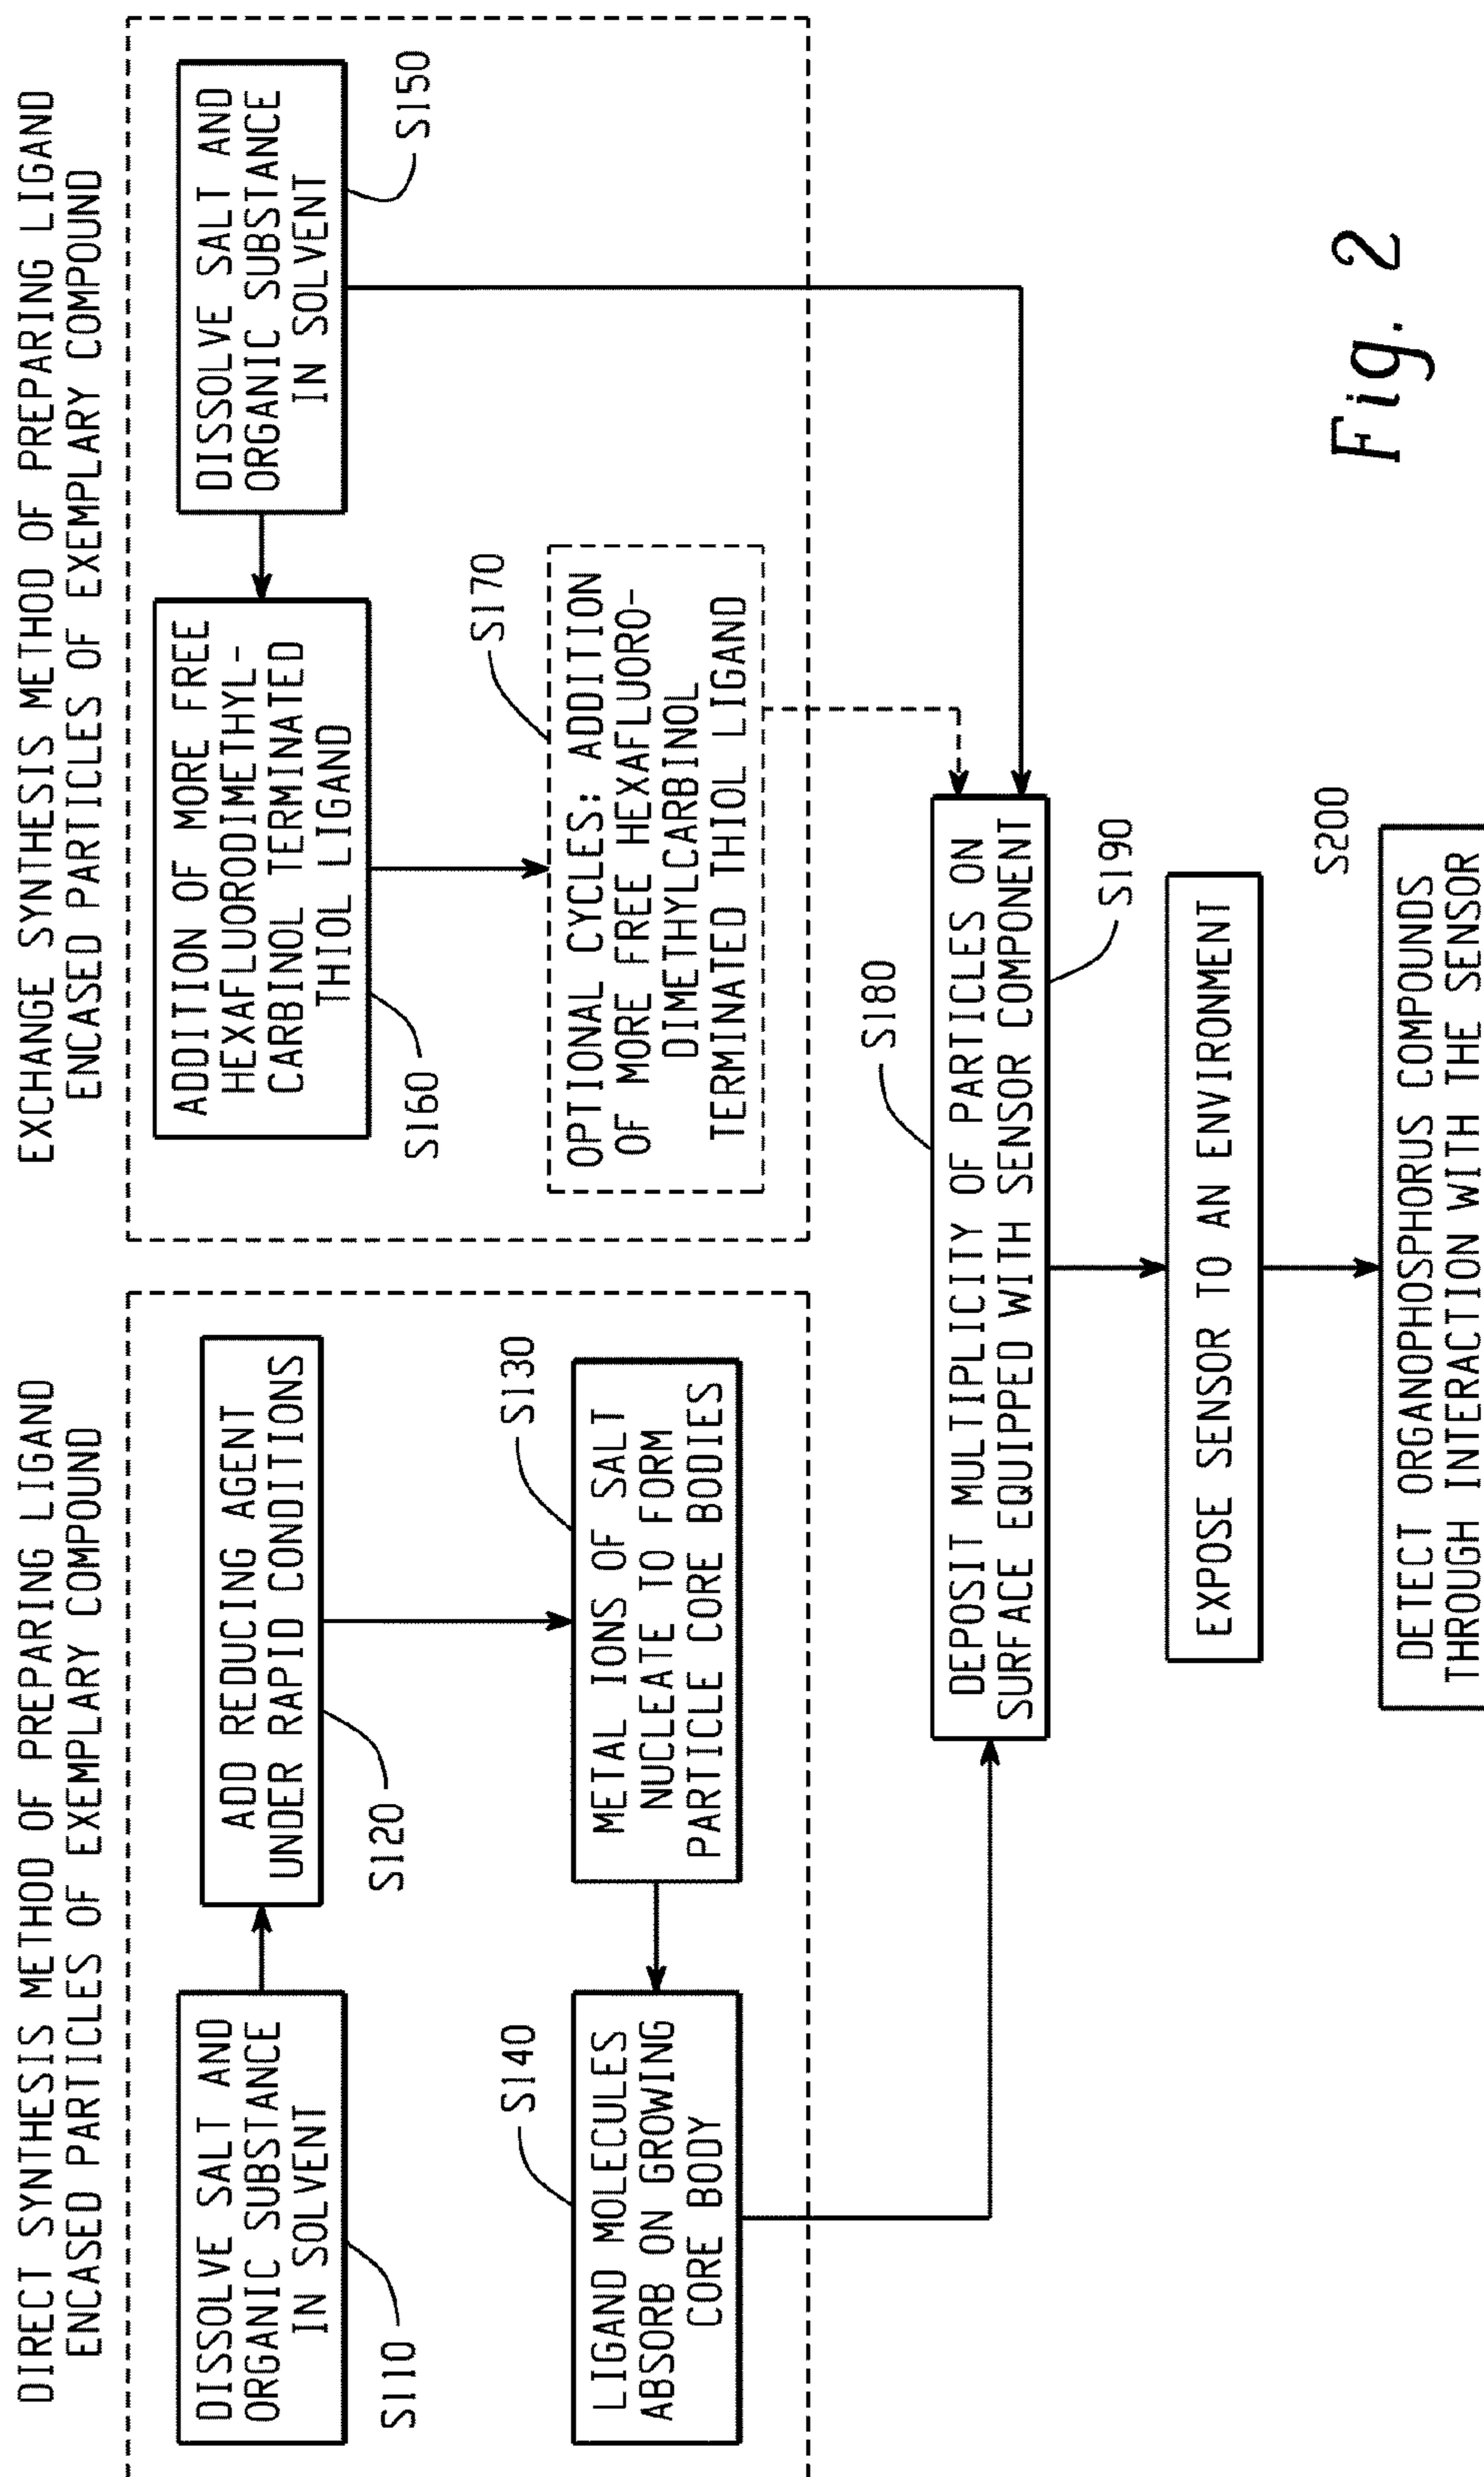 DIRECT SYNTHESIS METHOD OF PREPARING LIGAND
ENCASED PARTICLES OF EXEMPLARY COMPOUND
DISSOLVE SALT AND
ORGANIC SUBSTANCE
IN SOLVENT
S110
ADD REDUCING AGENT
UNDER RAPID CONDITIONS
S120
LIGAND MOLECULES
ABSORB ON GROWING
CORE BODY
S140
METAL IONS OF SALT
NUCLEATE TO FORM
PARTICLE CORE BODIES
S130
EXCHANGE SYNTHESIS METHOD OF PREPARING LIGAND
ENCASED PARTICLES OF EXEMPLARY COMPOUND
ADDITION OF MORE FREE
HEXAFLUORODIMETHYL-
CARBINOL TERMINATED
THIOL LIGAND
S160
DISSOLVE SALT AND
ORGANIC SUBSTANCE
IN SOLVENT
S150
S170
OPTIONAL CYCLES: ADDITION
OF MORE FREE HEXAFLUORO-
DIMETHYLCARBINOL
TERMINATED THIOL LIGAND
S180
DEPOSIT MULTIPLICITY OF PARTICLES ON
SURFACE EQUIPPED WITH SENSOR COMPONENT
S190
EXPOSE SENSOR TO AN ENVIRONMENT
S200
DETECT ORGANOPHOSPHORUS COMPOUNDS
THROUGH INTERACTION WITH THE SENSOR
Fig. 2